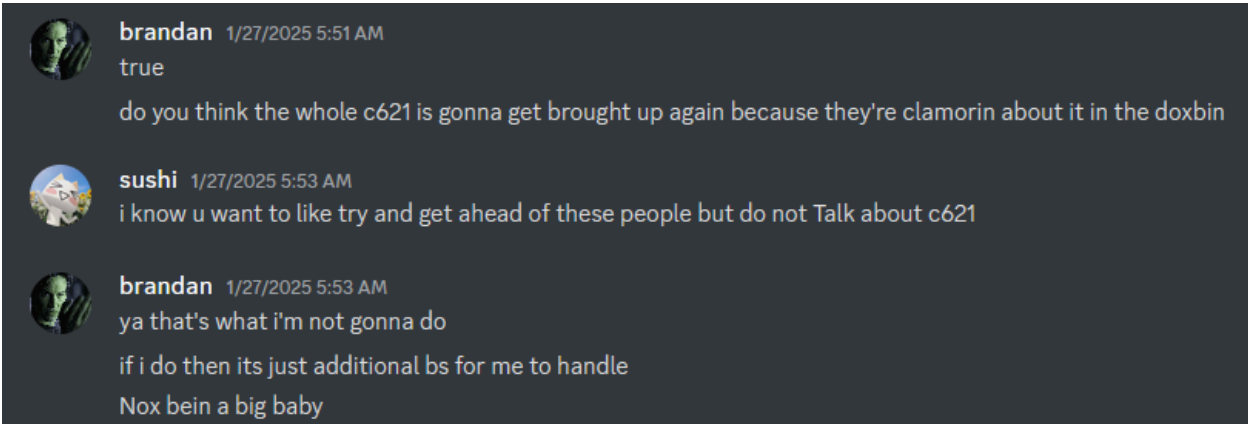 brandan 1/27/2025 5:51 AM
true
do you think the whole c621 is gonna get brought up again because they're clamorin about it in the doxbin
sushi 1/27/2025 5:53 AM
i know u want to like try and get ahead of these people but do not Talk about c621
brandan 1/27/2025 5:53 AM
ya that's what i'm not gonna do
if i do then its just additional bs for me to handle
Nox bein a big baby